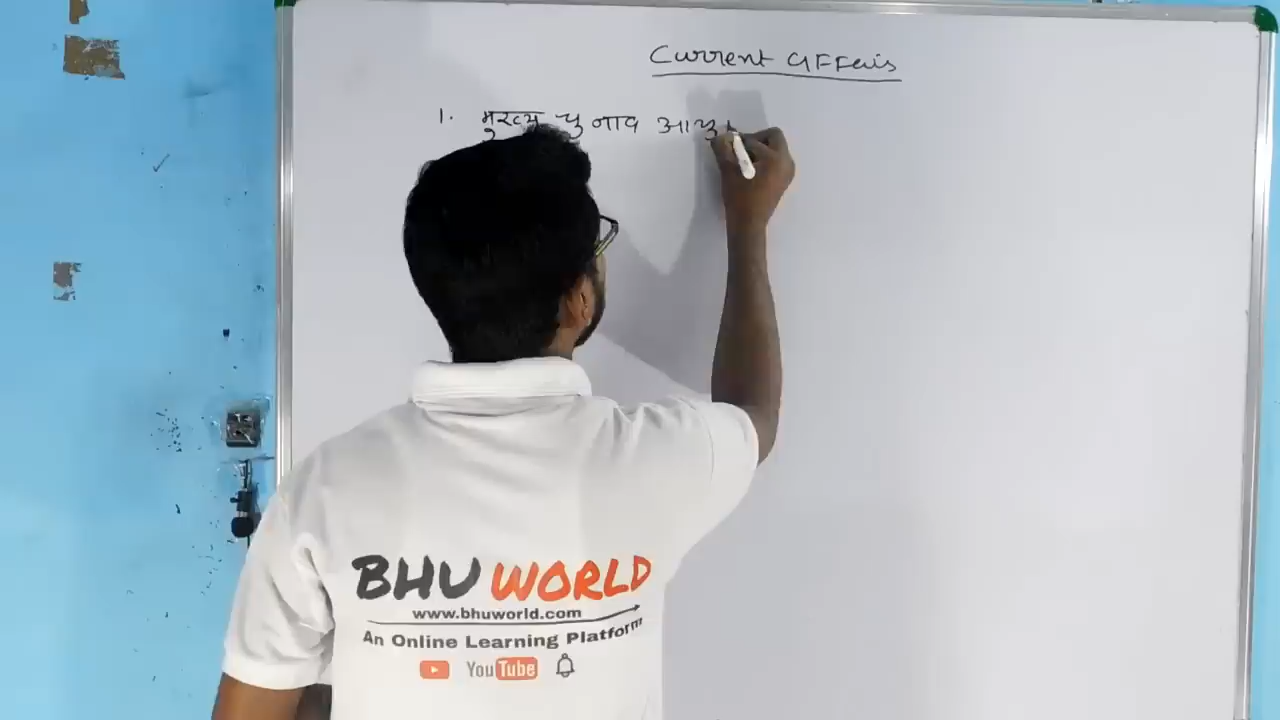 Current Affairs
1. मुख्य चुनाव आयु
BHU WORLD
www.bhuworld.com
An Online Learning Platform
YouTube